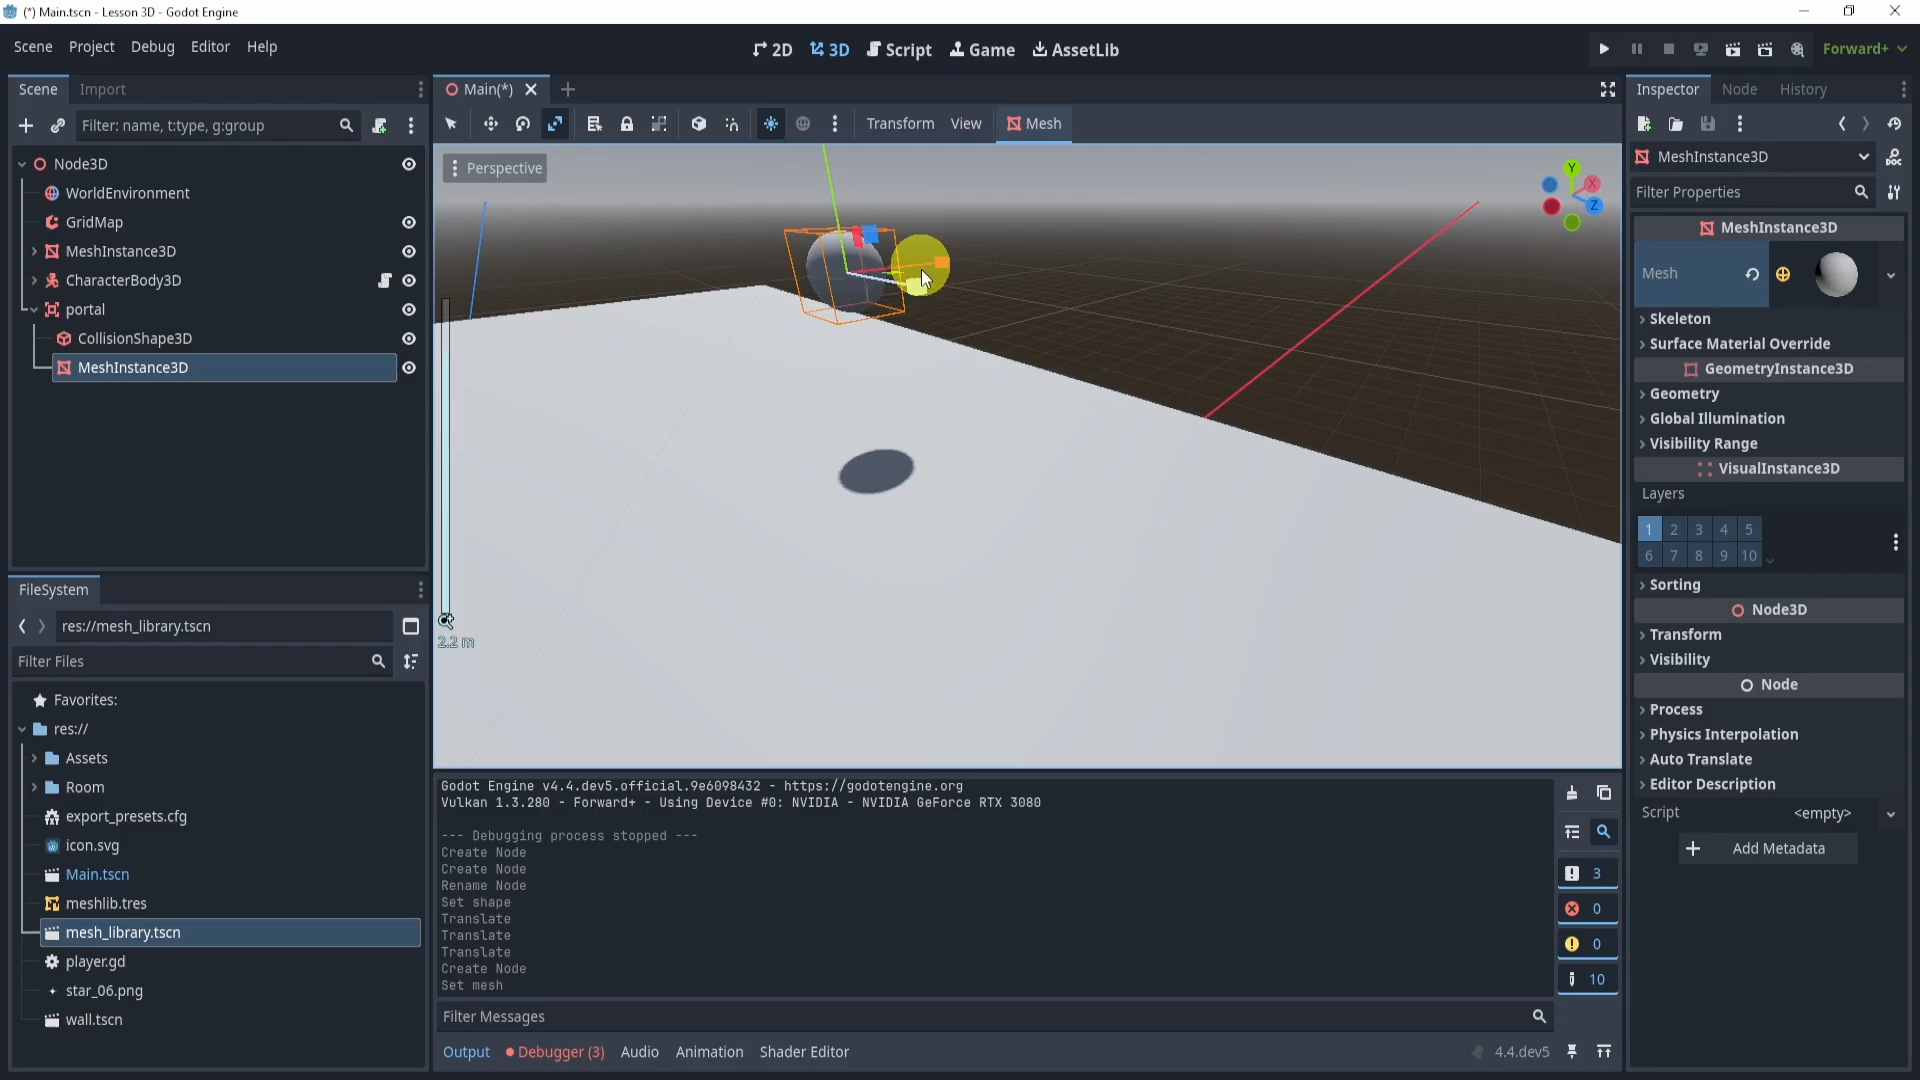 (*) Main.tscn - Lesson 3D - Godot Engine
Scene Project Debug Editor Help
2D 3D Script Game AssetLib
Forward+
Scene Import
Filter: name, t:type, g:group
Node3D
WorldEnvironment
GridMap
MeshInstance3D
CharacterBody3D
portal
CollisionShape3D
MeshInstance3D
FileSystem
res://mesh_library.tscn
Filter Files
Favorites:
res://
Assets
Room
export_presets.cfg
icon.svg
Main.tscn
meshlib.tres
mesh_library.tscn
player.gd
star_06.png
wall.tscn
Main(*)
Transform View Mesh
Perspective
Y
X
Z
2.2 m
Godot Engine v4.4.dev5.official.9e6098432 - https://godotengine.org
Vulkan 1.3.280 - Forward+ - Using Device #0: NVIDIA - NVIDIA GeForce RTX 3080
--- Debugging process stopped ---
Create Node
Create Node
Rename Node
Set shape
Translate
Translate
Translate
Create Node
Set mesh
3
0
0
10
Filter Messages
Output Debugger (3) Audio Animation Shader Editor
4.4.dev5
Inspector Node History
MeshInstance3D
Filter Properties
MeshInstance3D
Mesh
Skeleton
Surface Material Override
GeometryInstance3D
Geometry
Global Illumination
Visibility Range
VisualInstance3D
Layers
1 2 3 4 5
6 7 8 9 10
Sorting
Node3D
Transform
Visibility
Node
Process
Physics Interpolation
Auto Translate
Editor Description
Script <empty>
Add Metadata